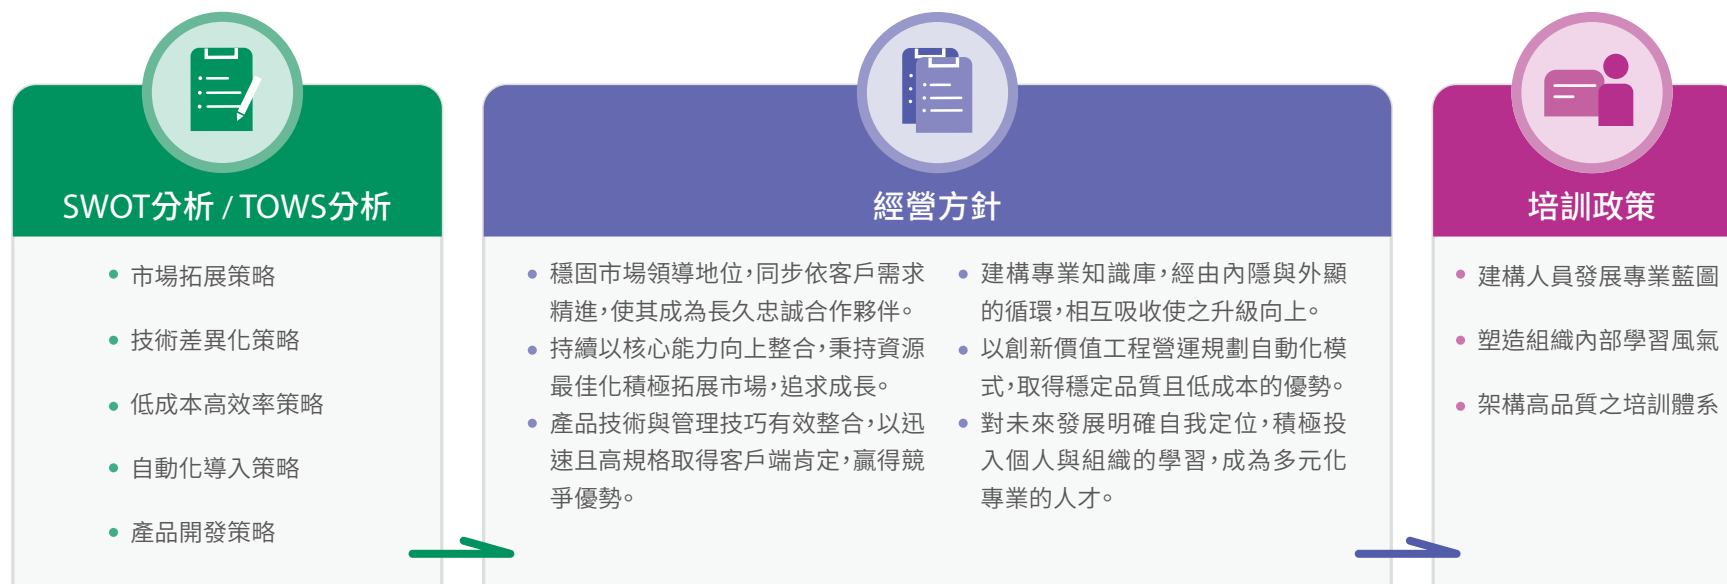 SWOT分析 / TOWS分析
市場拓展策略
技術差異化策略
低成本高效率策略
自動化導入策略
產品開發策略
經營方針
穩固市場領導地位，同步依客戶需求
精進，使其成為長久忠誠合作夥伴。
持續以核心能力向上整合，秉持資源
最佳化積極拓展市場，追求成長。
產品技術與管理技巧有效整合，以迅
速且高規格取得客戶端肯定，贏得競
爭優勢。
建構專業知識庫，經由內隱與外顯
的循環，相互吸收使之升級向上。
以創新價值工程營運規劃自動化模
式，取得穩定品質且低成本的優勢。
對未來發展明確自我定位，積極投
入個人與組織的學習，成為多元化
專業的人才。
培訓政策
建構人員發展專業藍圖
塑造組織內部學習風氣
架構高品質之培訓體系